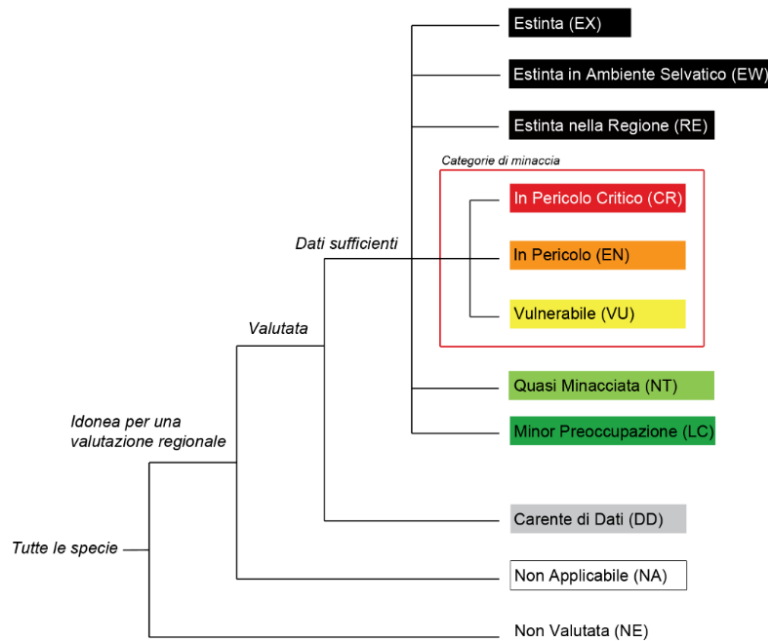 Estinta (EX)
Estinta in Ambiente Selvatico (EW)
Estinta nella Regione (RE)
Categorie di minaccia
In Pericolo Critico (CR)
Dati sufficienti
In Pericolo (EN)
Vulnerabile (VU)
Valutata
Quasi Minacciata (NT)
Idonea per una
valutazione regionale
Minor Preoccupazione (LC)
Carente di Dati (DD)
Tutte le specie
Non Applicabile (NA)
Non Valutata (NE)